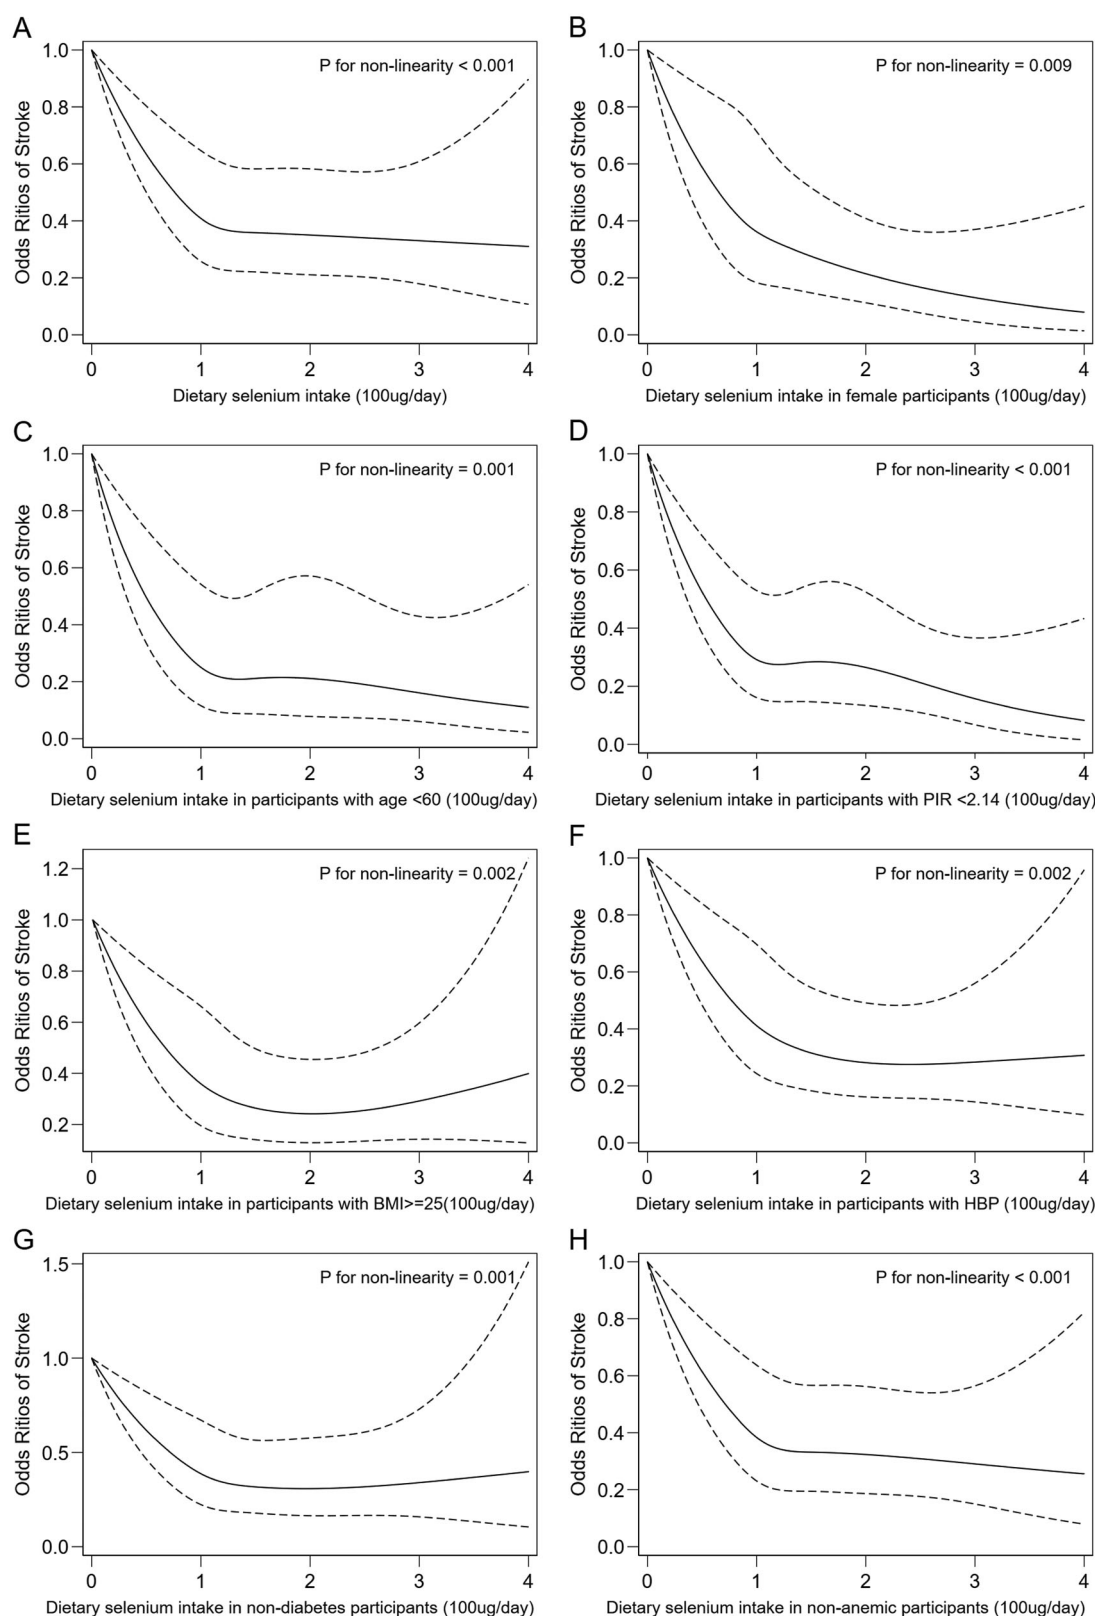 A
P for non-linearity < 0.001
Odds Ritios of Stroke
1.0
0.8
0.6
0.4
0.2
0.0
0 1 2 3 4
Dietary selenium intake (100ug/day)
B
P for non-linearity = 0.009
Odds Ritios of Stroke
1.0
0.8
0.6
0.4
0.2
0.0
0 1 2 3 4
Dietary selenium intake in female participants (100ug/day)
C
P for non-linearity = 0.001
Odds Ritios of Stroke
1.0
0.8
0.6
0.4
0.2
0.0
0 1 2 3 4
Dietary selenium intake in participants with age <60 (100ug/day)
D
P for non-linearity < 0.001
Odds Ritios of Stroke
1.0
0.8
0.6
0.4
0.2
0.0
0 1 2 3 4
Dietary selenium intake in participants with PIR <2.14 (100ug/day)
E
P for non-linearity = 0.002
Odds Ritios of Stroke
1.2
1.0
0.6
0.4
0.2
0 1 2 3 4
Dietary selenium intake in participants with BMI>=25(100ug/day)
F
P for non-linearity = 0.002
Odds Ritios of Stroke
1.0
0.8
0.6
0.4
0.2
0.0
0 1 2 3 4
Dietary selenium intake in participants with HBP (100ug/day)
G
P for non-linearity = 0.001
Odds Ritios of Stroke
1.5
1.0
0.5
0.0
0 1 2 3 4
Dietary selenium intake in non-diabetes participants (100ug/day)
H
P for non-linearity < 0.001
Odds Ritios of Stroke
1.0
0.8
0.6
0.4
0.2
0.0
0 1 2 3 4
Dietary selenium intake in non-anemic participants (100ug/day)